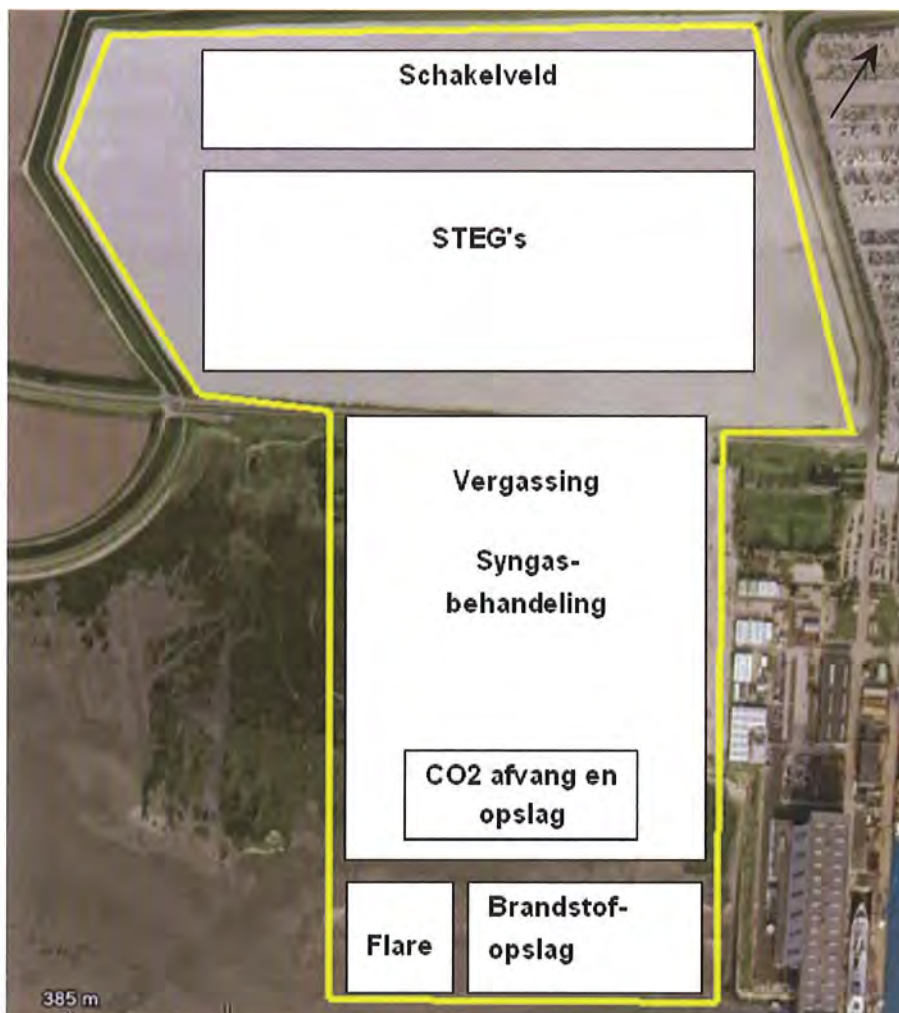 Schakelveld
STEG's
Vergassing
Syngas-
behandeling
CO2 afvang en
opslag
Flare
Brandstof-
opslag
385 m